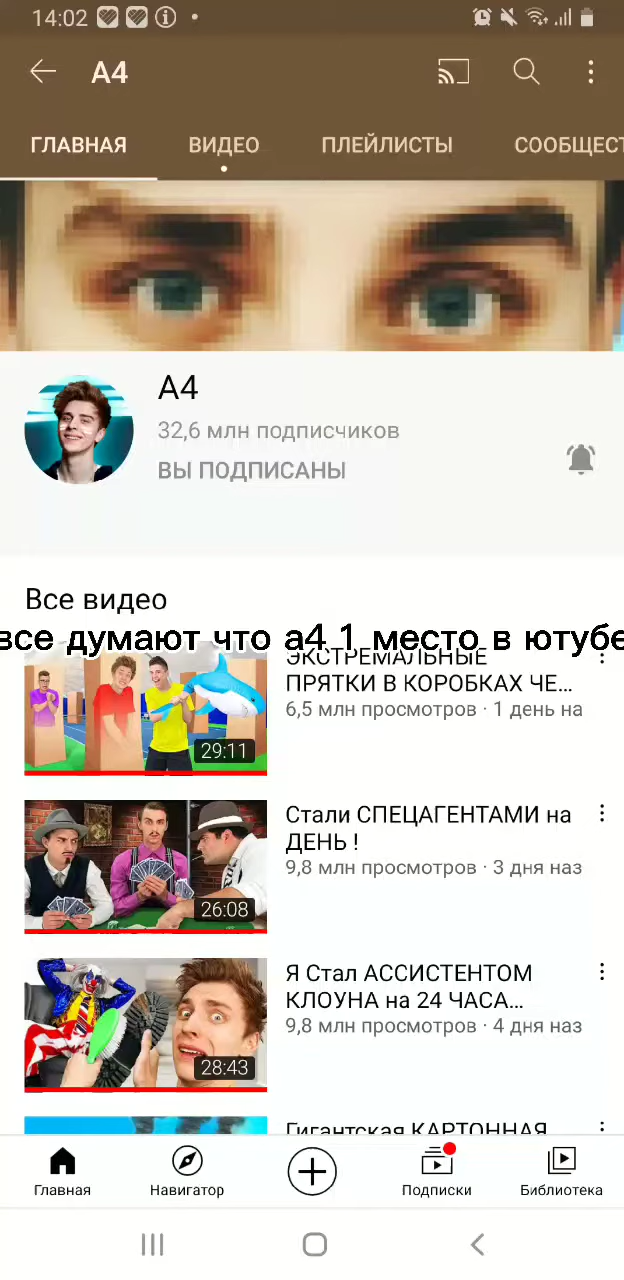 14:02
A4
ГЛАВНАЯ ВИДЕО ПЛЕЙЛИСТЫ СООБЩЕСТ
A4
32,6 млн подписчиков
ВЫ ПОДПИСАНЫ
Все видео
все думают что а4 1 место в ютубе
ЭКСТРЕМАЛЬНЫЕ
ПРЯТКИ В КОРОБКАХ ЧЕ...
6,5 млн просмотров · 1 день на
29:11
Стали СПЕЦАГЕНТАМИ на
ДЕНЬ !
9,8 млн просмотров · 3 дня наз
26:08
Я Стал АССИСТЕНТОМ
КЛОУНА на 24 ЧАСА...
9,8 млн просмотров · 4 дня наз
28:43
Гигантская КАРТОННАЯ
Главная Навигатор Подписки Библиотека